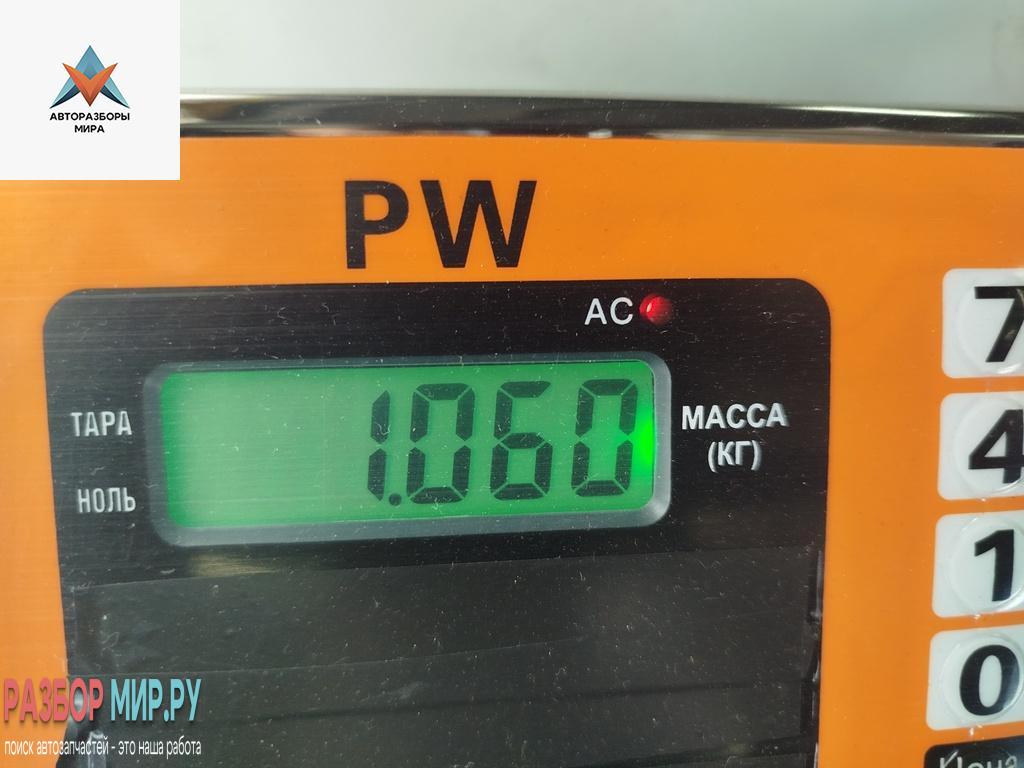 АВТОРАЗБОРЫ
МИРА
PW
AC
ТАРА
НОЛЬ
1.060
МАССА
(КГ)
7
4
1
0
РАЗБОР МИР.РУ
поиск автозапчастей - это наша работа